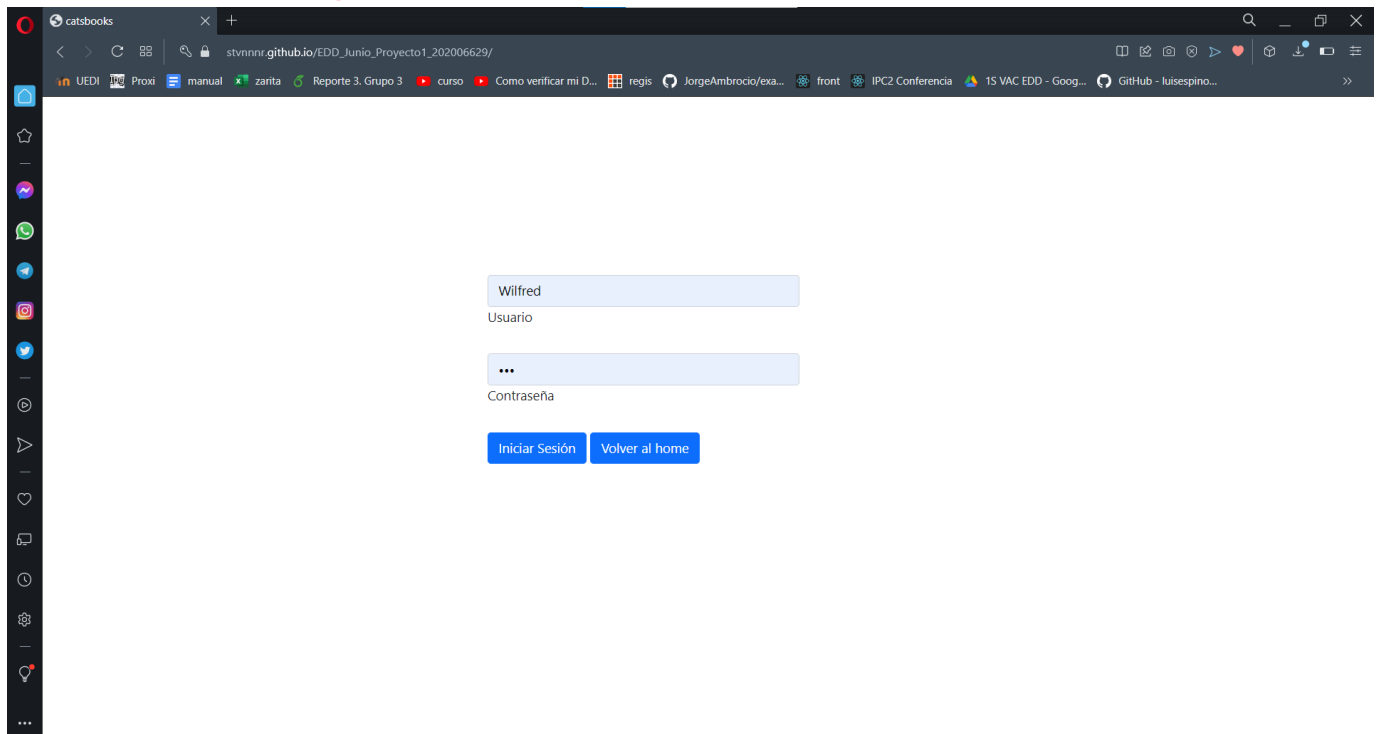 catsbooks
stvnnnr.github.io/EDD_Junio_Proyecto1_202006629/
UEDI Proxi manual zarita Reporte 3. Grupo 3 curso Como verificar mi D... regis JorgeAmbrocio/exa... front IPC2 Conferencia 1S VAC EDD - Goog... GitHub - luisespino...
Wilfred
Usuario
•••
Contraseña
Iniciar Sesión Volver al home